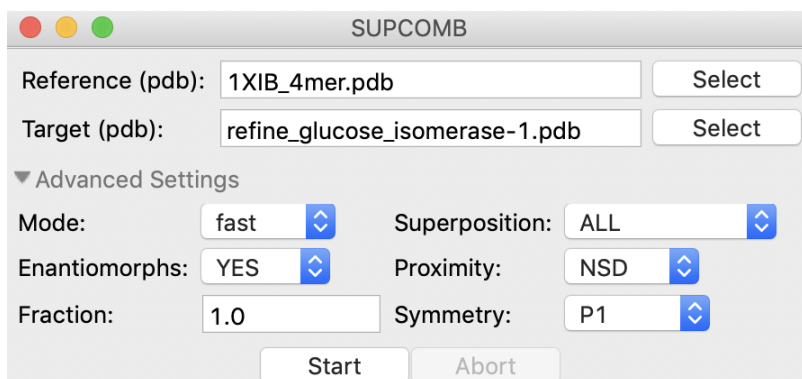 SUPCOMB
Reference (pdb): 1XIB_4mer.pdb Select
Target (pdb): refine_glucose_isomerase-1.pdb Select
Advanced Settings
Mode: fast Superposition: ALL
Enantiomorphs: YES Proximity: NSD
Fraction: 1.0 Symmetry: P1
Start Abort